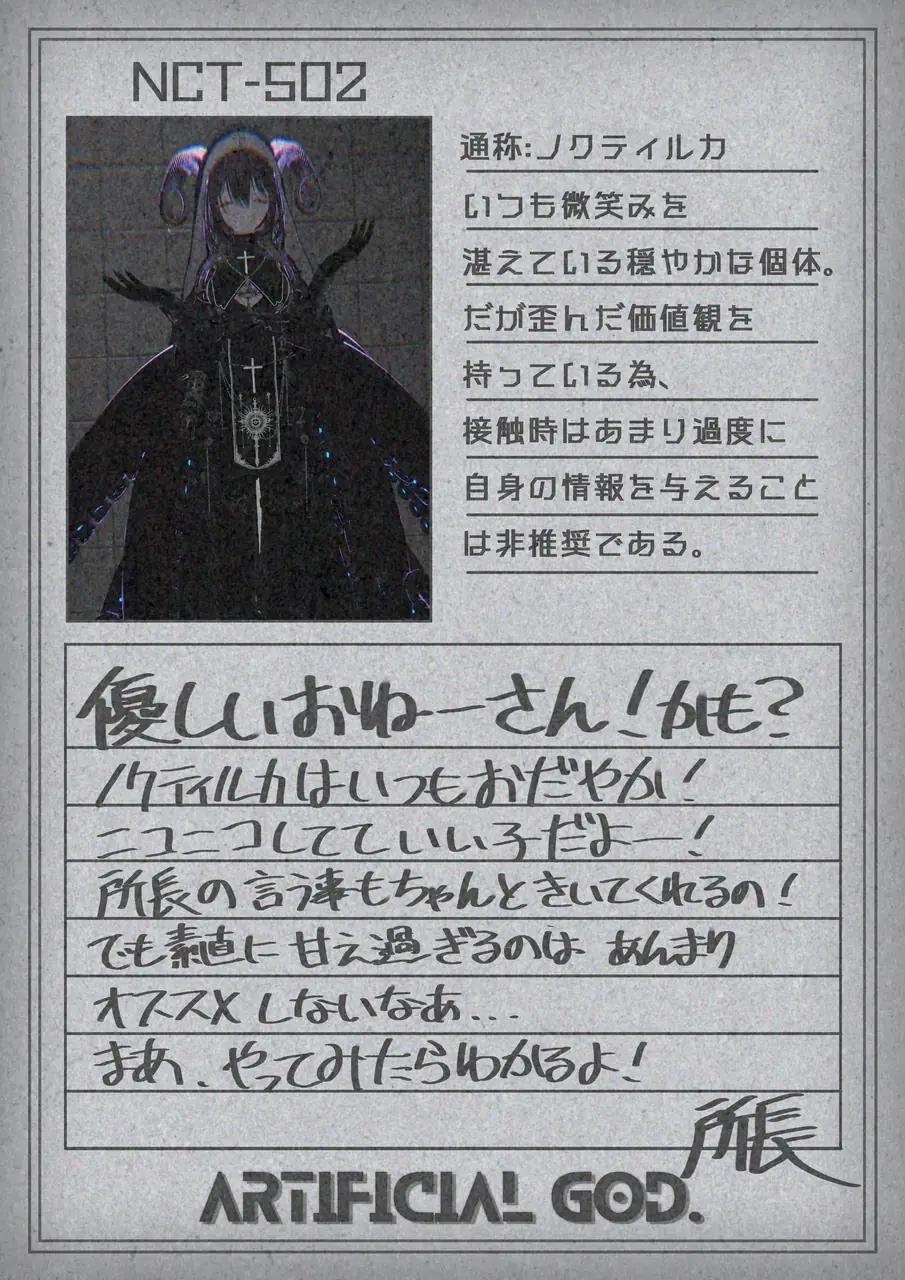 NCT-502
通称:ノクティルカ
いつも微笑みを
湛えている穏やかな個体。
だが歪んだ価値観を
持っている為、
接触時はあまり過度に
自身の情報を与えること
は非推奨である。
優しいおねーさん!かも?
ノクティルカはいつもおだやか!
ニコニコしてていい子だよー!
所長の言う事もちゃんときいてくれるの!
でも素直に甘え過ぎるのは あんまり
オススメしないなあ...
まあ、やってみたらわかるよ!
所長
ARTIFICIAL GOD.